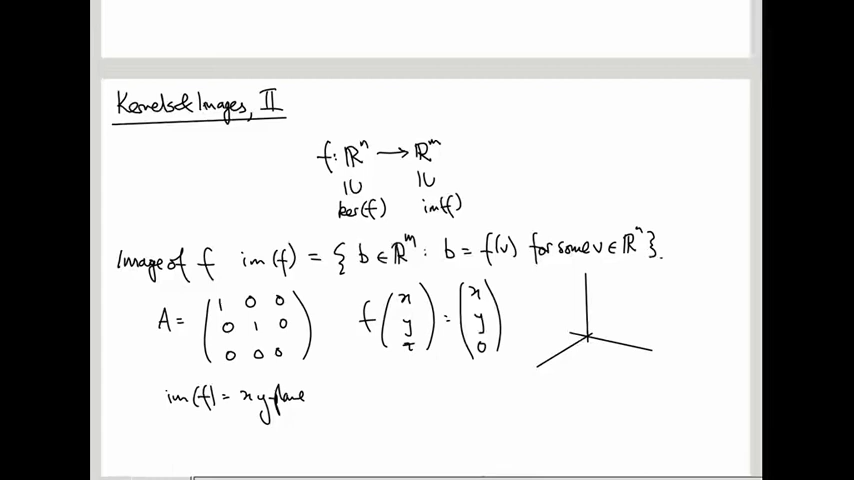 Kernels & Images, II
f: ℝⁿ → ℝᵐ
∪| ∪|
ker(f) im(f)
Image of f im(f) = { b ∈ ℝᵐ : b = f(v) for some v ∈ ℝⁿ }.
A = ( 1 0 0 f ( x = ( x
0 1 0 y y
0 0 0 ) z ) 0 )
im(f) = xy-plane